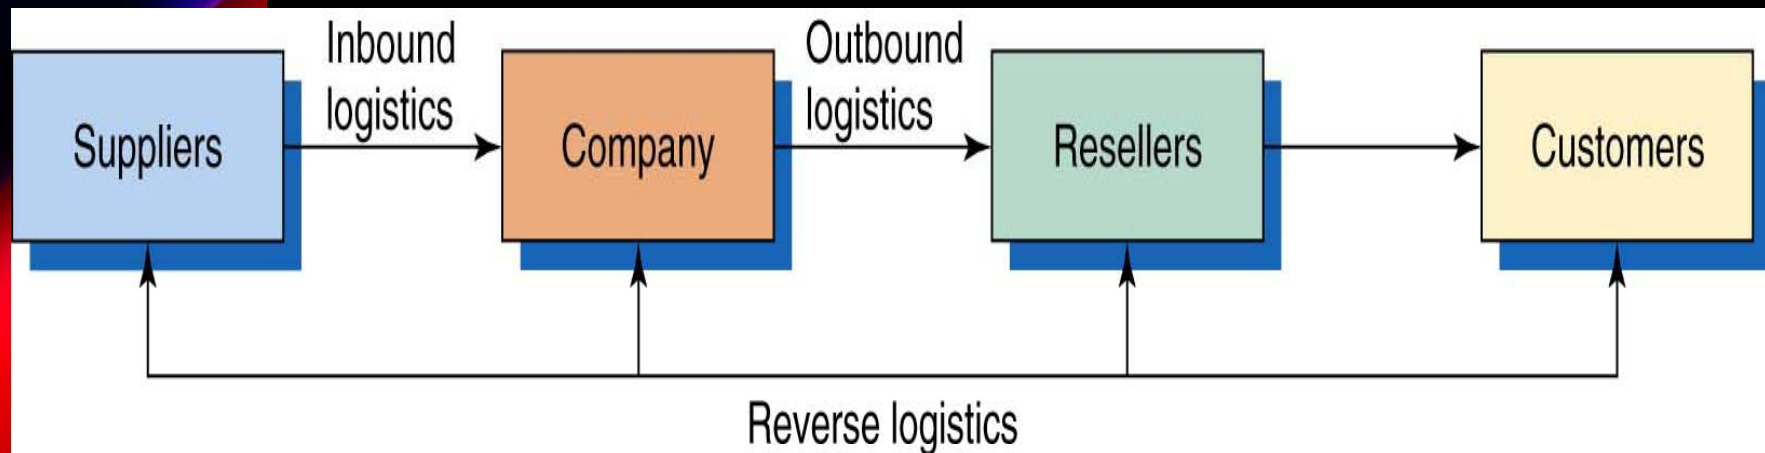 Inbound
logistics
Outbound
logistics
Suppliers
Company
Resellers
Customers
Reverse logistics